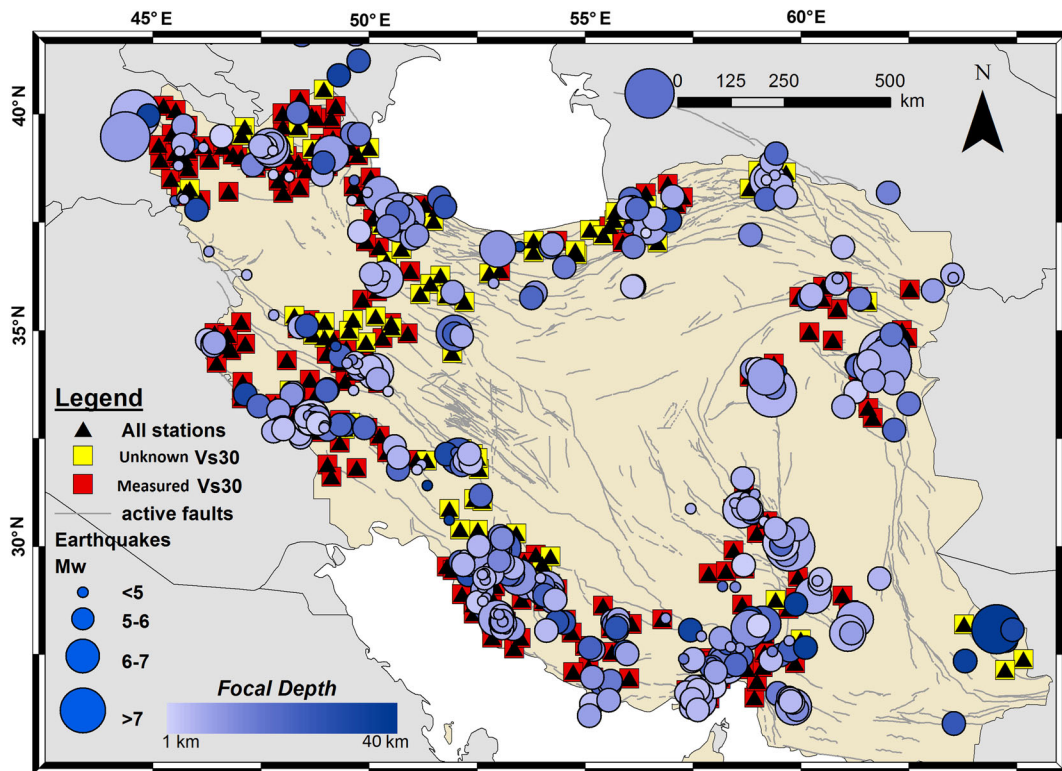 45° E 50° E 55° E 60° E
40° N
35° N
30° N
0 125 250 500
km
N
Legend
All stations
Unknown Vs30
Measured Vs30
active faults
Earthquakes
Mw
<5
5-6
6-7
>7
Focal Depth
1 km 40 km